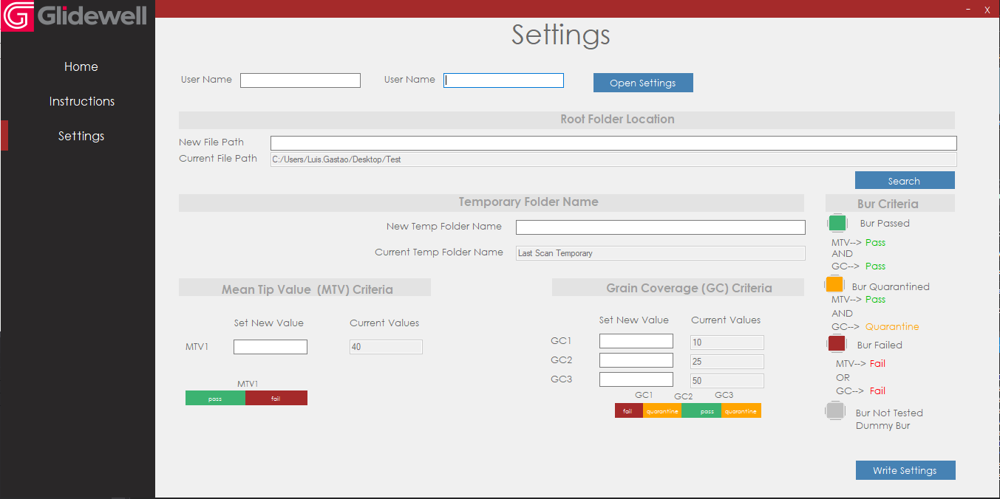 Glidewell
- X
Settings
Home
Instructions
Settings
User Name
User Name
Open Settings
Root Folder Location
New File Path
Current File Path C:/Users/Luis.Gastao/Desktop/Test
Search
Temporary Folder Name
New Temp Folder Name
Current Temp Folder Name Last Scan Temporary
Mean Tip Value (MTV) Criteria
Set New Value Current Values
MTV1 40
MTV1
pass fail
Grain Coverage (GC) Criteria
Set New Value Current Values
GC1 10
GC2 25
GC3 50
GC1 GC2 GC3
fail quarantine pass quarantine
Bur Criteria
Bur Passed
MTV--> Pass
AND
GC--> Pass
Bur Quarantined
MTV--> Pass
AND
GC--> Quarantine
Bur Failed
MTV--> Fail
OR
GC--> Fail
Bur Not Tested
Dummy Bur
Write Settings